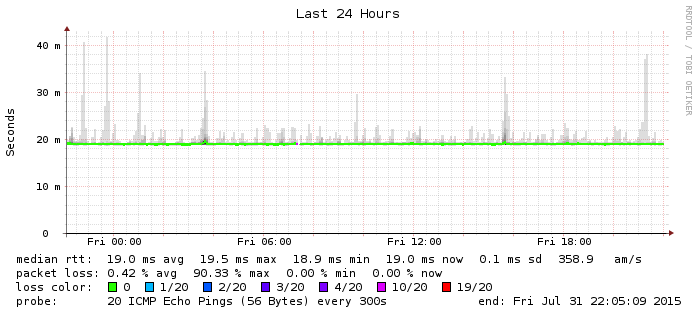 Last 24 Hours
RRDTOOL / TOBI OETIKER
Seconds
40 m
30 m
20 m
10 m
0
Fri 00:00 Fri 06:00 Fri 12:00 Fri 18:00
median rtt: 19.0 ms avg 19.5 ms max 18.9 ms min 19.0 ms now 0.1 ms sd 358.9 am/s
packet loss: 0.42 % avg 90.33 % max 0.00 % min 0.00 % now
loss color: 0 1/20 2/20 3/20 4/20 10/20 19/20
probe: 20 ICMP Echo Pings (56 Bytes) every 300s end: Fri Jul 31 22:05:09 2015